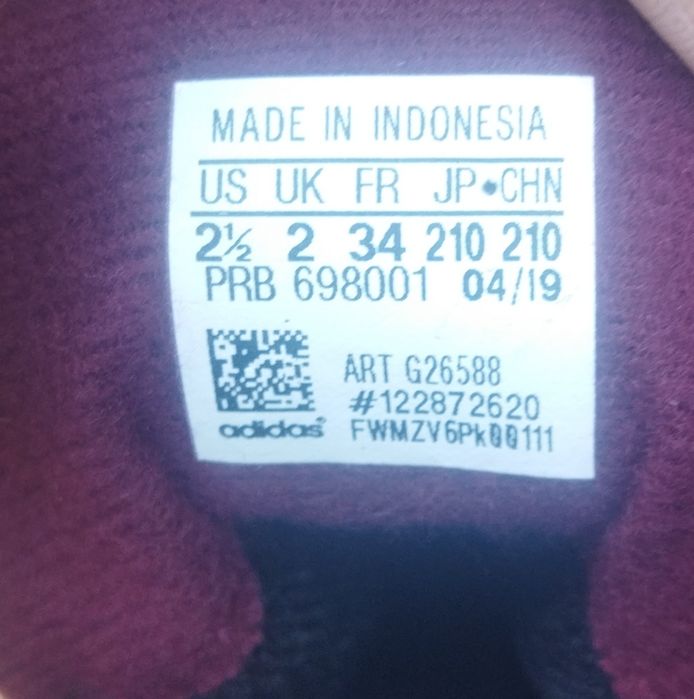 MADE IN INDONESIA
US UK FR JP•CHN
2½ 2 34 210 210
PRB 698001 04/19
ART G26588
#122872620
adidas FWMZV6Pk00111